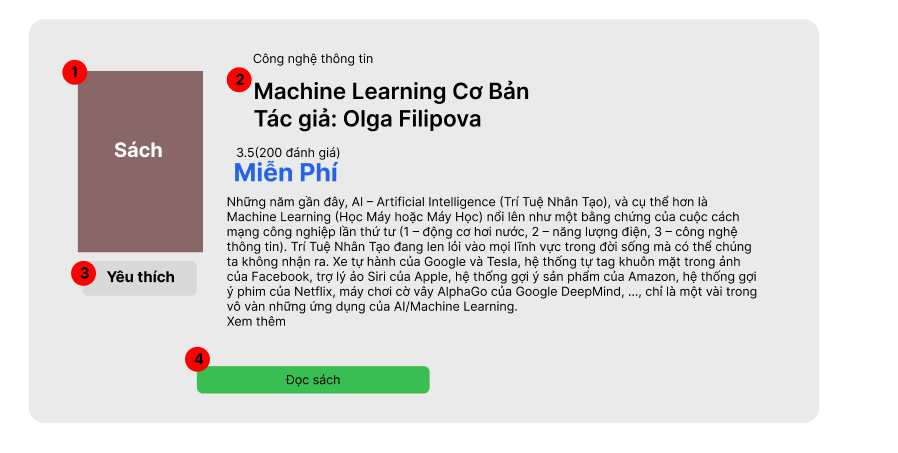 Công nghệ thông tin
1
2
Machine Learning Cơ Bản
Tác giả: Olga Filipova
Sách
3.5(200 đánh giá)
Miễn Phí
Những năm gần đây, AI – Artificial Intelligence (Trí Tuệ Nhân Tạo), và cụ thể hơn là
Machine Learning (Học Máy hoặc Máy Học) nổi lên như một bằng chứng của cuộc cách
mạng công nghiệp lần thứ tư (1 – động cơ hơi nước, 2 – năng lượng điện, 3 – công nghệ
thông tin). Trí Tuệ Nhân Tạo đang len lỏi vào mọi lĩnh vực trong đời sống mà có thể chúng
ta không nhận ra. Xe tự hành của Google và Tesla, hệ thống tự tag khuôn mặt trong ảnh
của Facebook, trợ lý ảo Siri của Apple, hệ thống gợi ý sản phẩm của Amazon, hệ thống gợi
ý phim của Netflix, máy chơi cờ vây AlphaGo của Google DeepMind, …, chỉ là một vài trong
vô vàn những ứng dụng của AI/Machine Learning.
Xem thêm
3
Yêu thích
4
Đọc sách